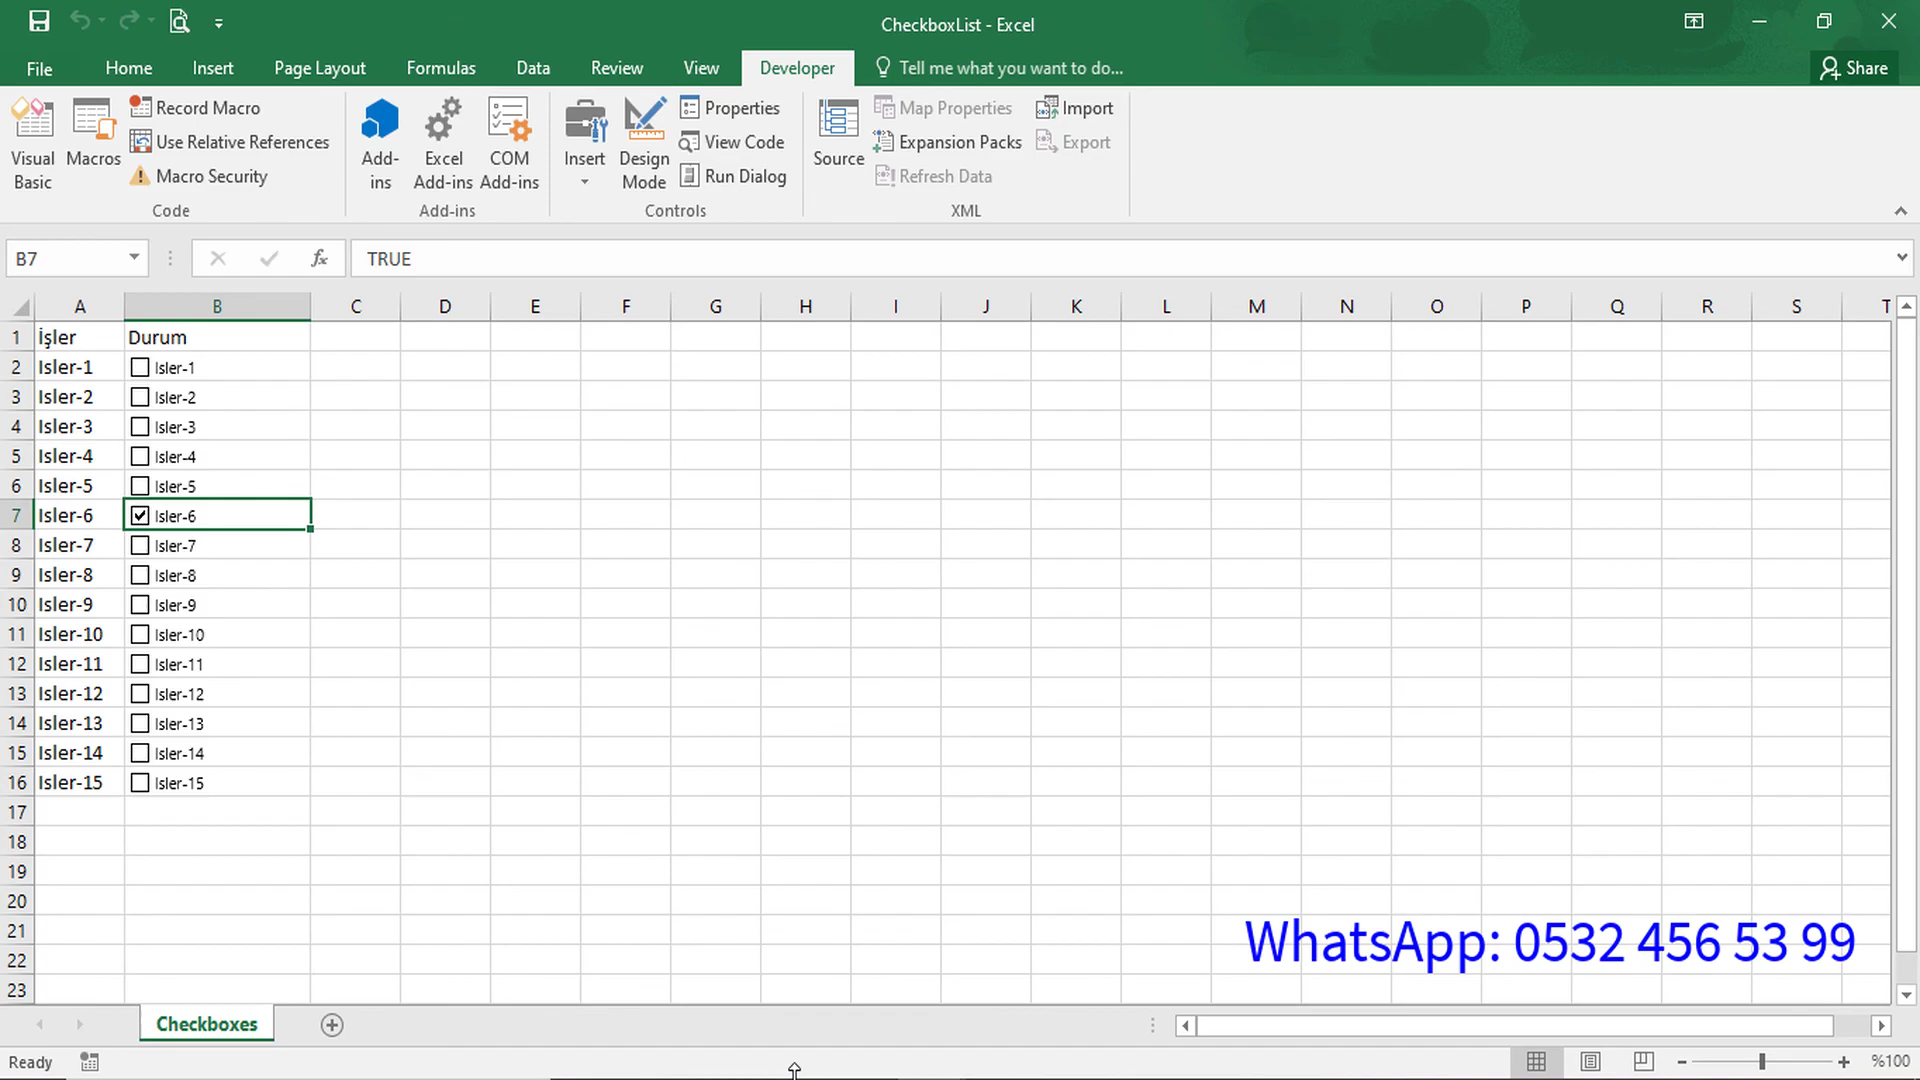 CheckboxList - Excel
File Home Insert Page Layout Formulas Data Review View Developer Tell me what you want to do... Share
Visual Basic
Macros
Record Macro
Use Relative References
Macro Security
Code
Add-ins
Excel Add-ins
COM Add-ins
Add-ins
Insert
Design Mode
Properties
View Code
Run Dialog
Controls
Source
Map Properties
Expansion Packs
Refresh Data
Import
Export
XML
B7 fx TRUE
A B C D E F G H I J K L M N O P Q R S T
1 İşler Durum
2 Isler-1 Isler-1
3 Isler-2 Isler-2
4 Isler-3 Isler-3
5 Isler-4 Isler-4
6 Isler-5 Isler-5
7 Isler-6 Isler-6
8 Isler-7 Isler-7
9 Isler-8 Isler-8
10 Isler-9 Isler-9
11 Isler-10 Isler-10
12 Isler-11 Isler-11
13 Isler-12 Isler-12
14 Isler-13 Isler-13
15 Isler-14 Isler-14
16 Isler-15 Isler-15
17
18
19
20
21
22
23
WhatsApp: 0532 456 53 99
Checkboxes
Ready
%100